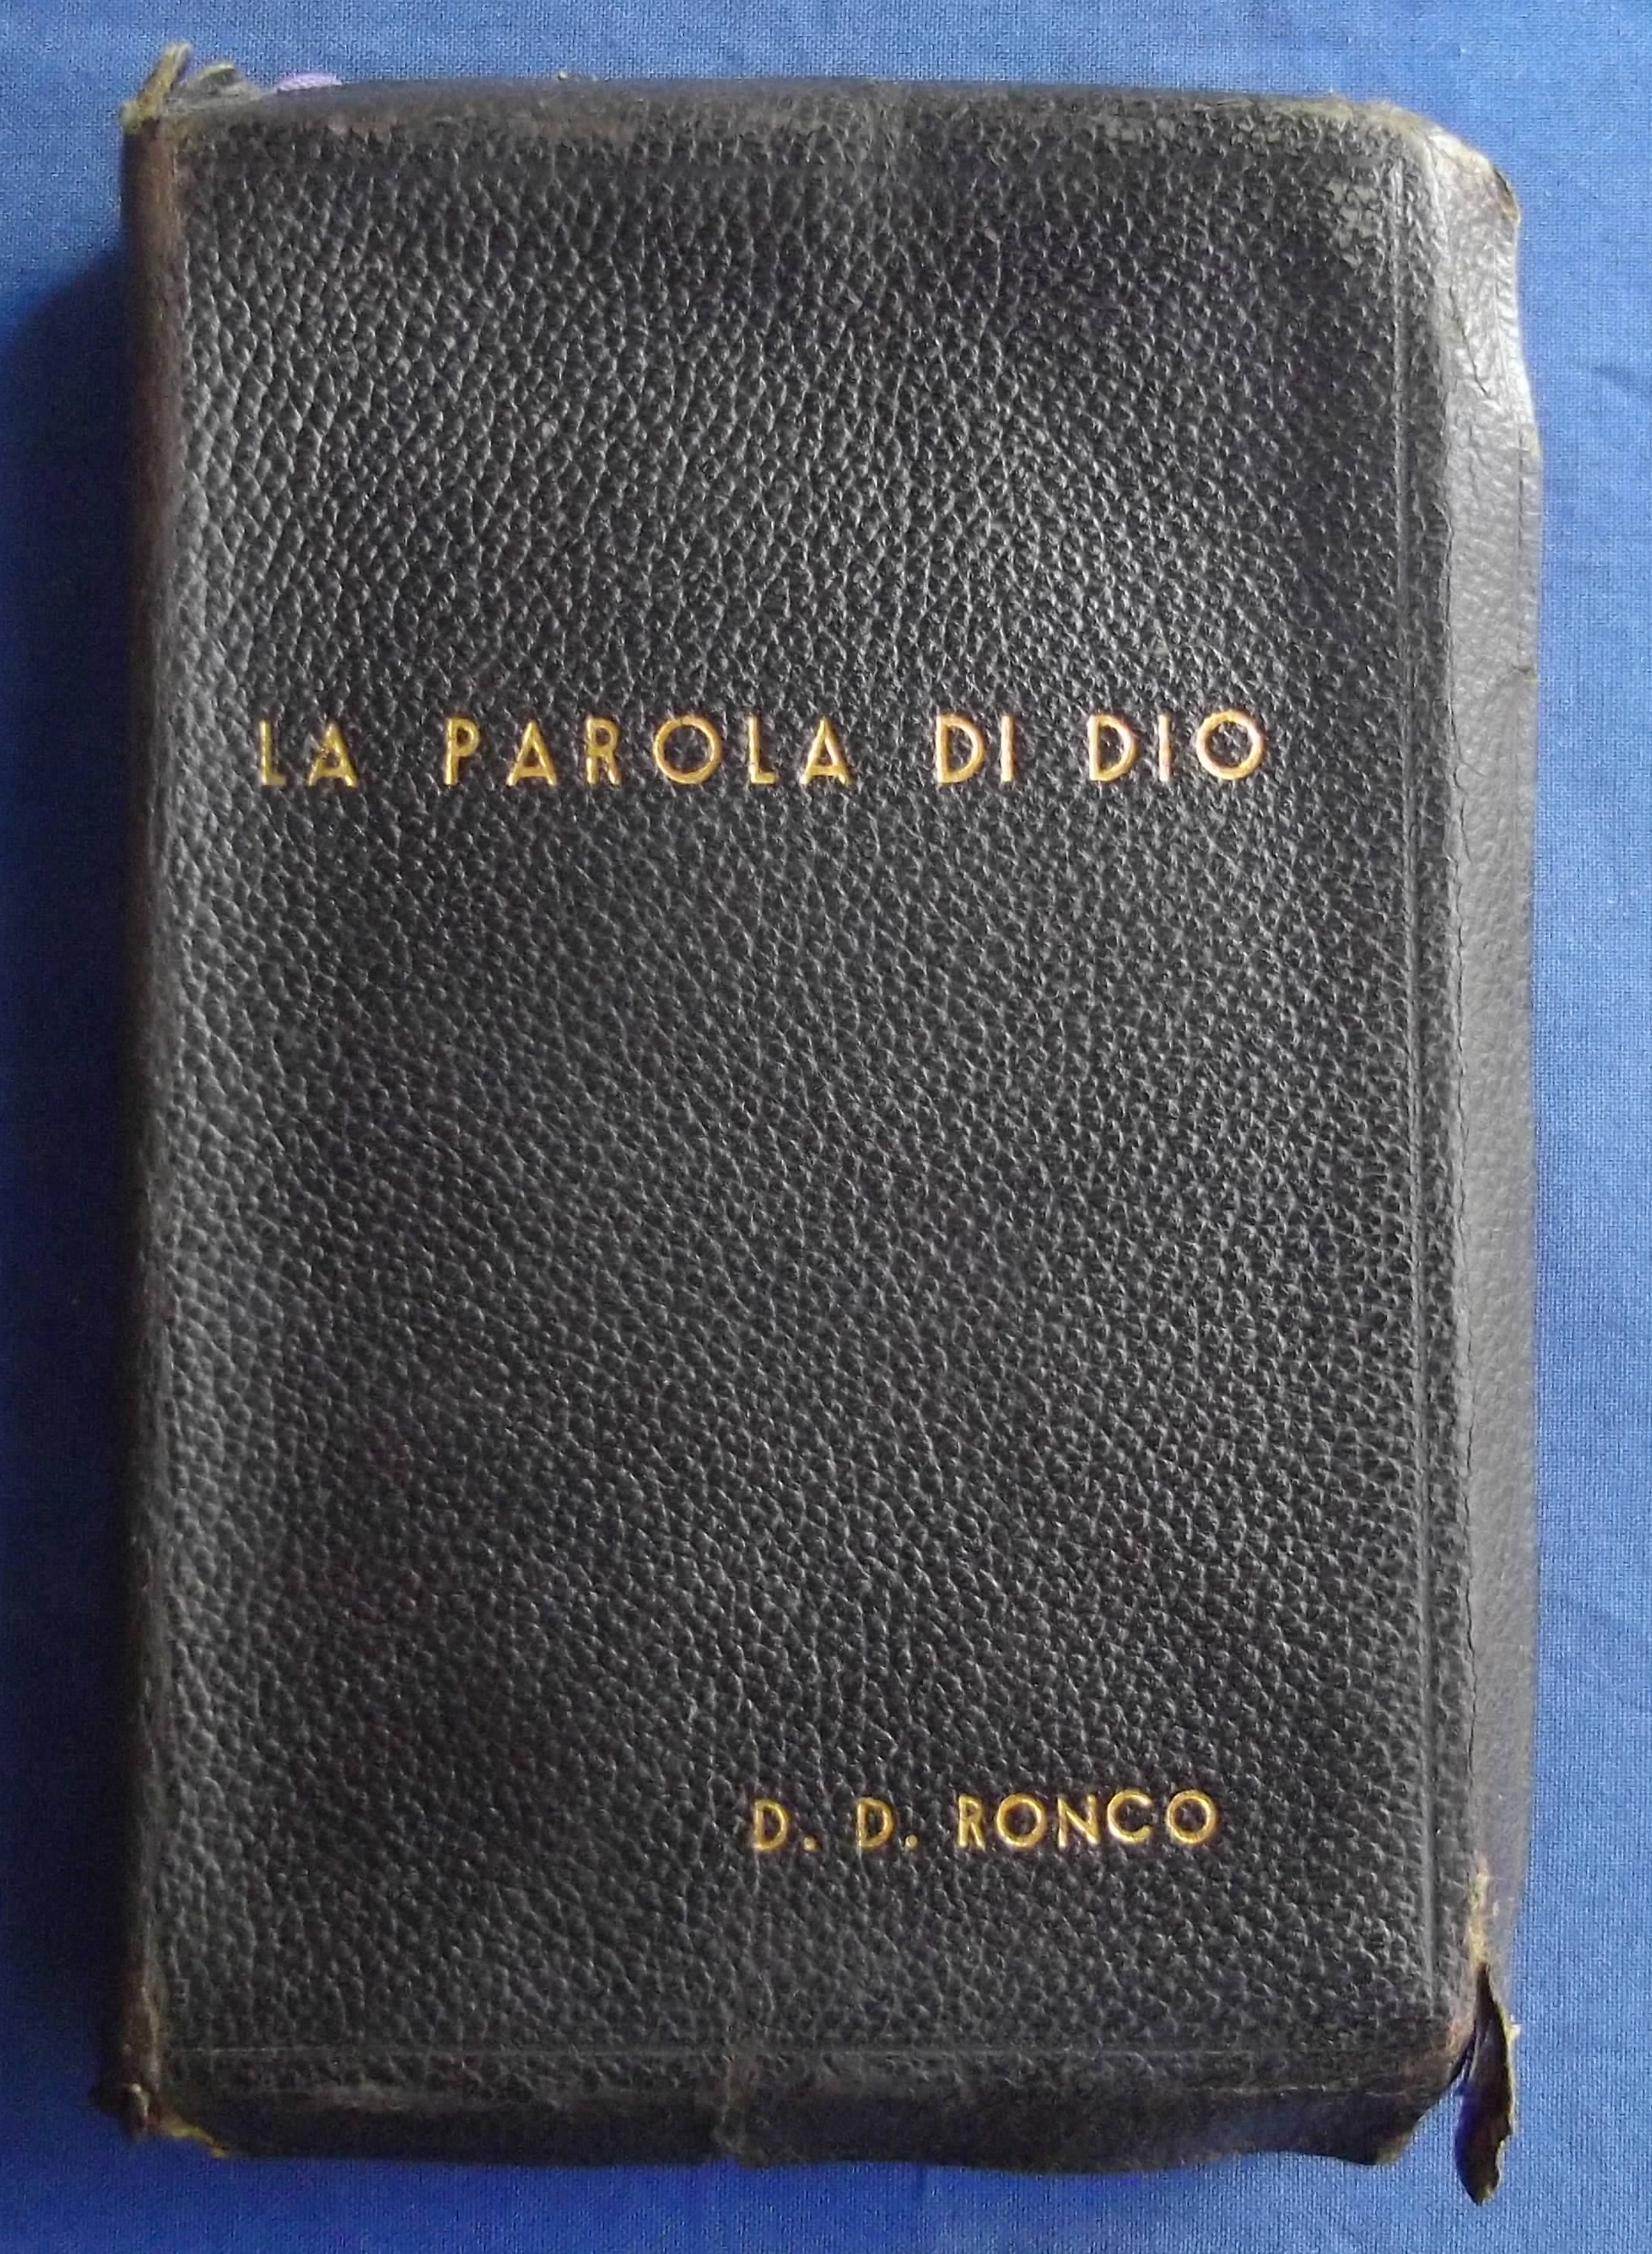 LA PAROLA DI DIO
D. D. RONCO